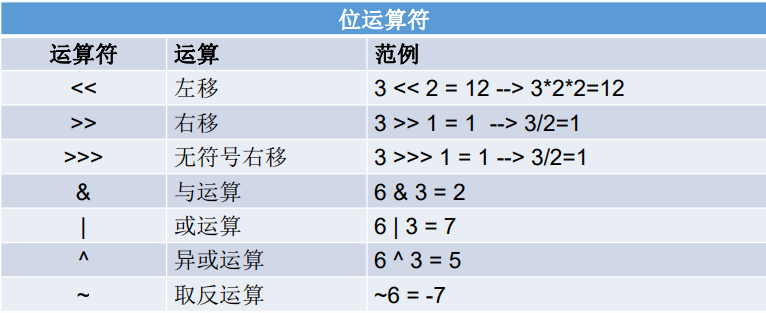 位运算符
运算符 运算 范例
<< 左移 3 << 2 = 12 --> 3*2*2=12
>> 右移 3 >> 1 = 1 --> 3/2=1
>>> 无符号右移 3 >>> 1 = 1 --> 3/2=1
& 与运算 6 & 3 = 2
| 或运算 6 | 3 = 7
^ 异或运算 6 ^ 3 = 5
~ 取反运算 ~6 = -7